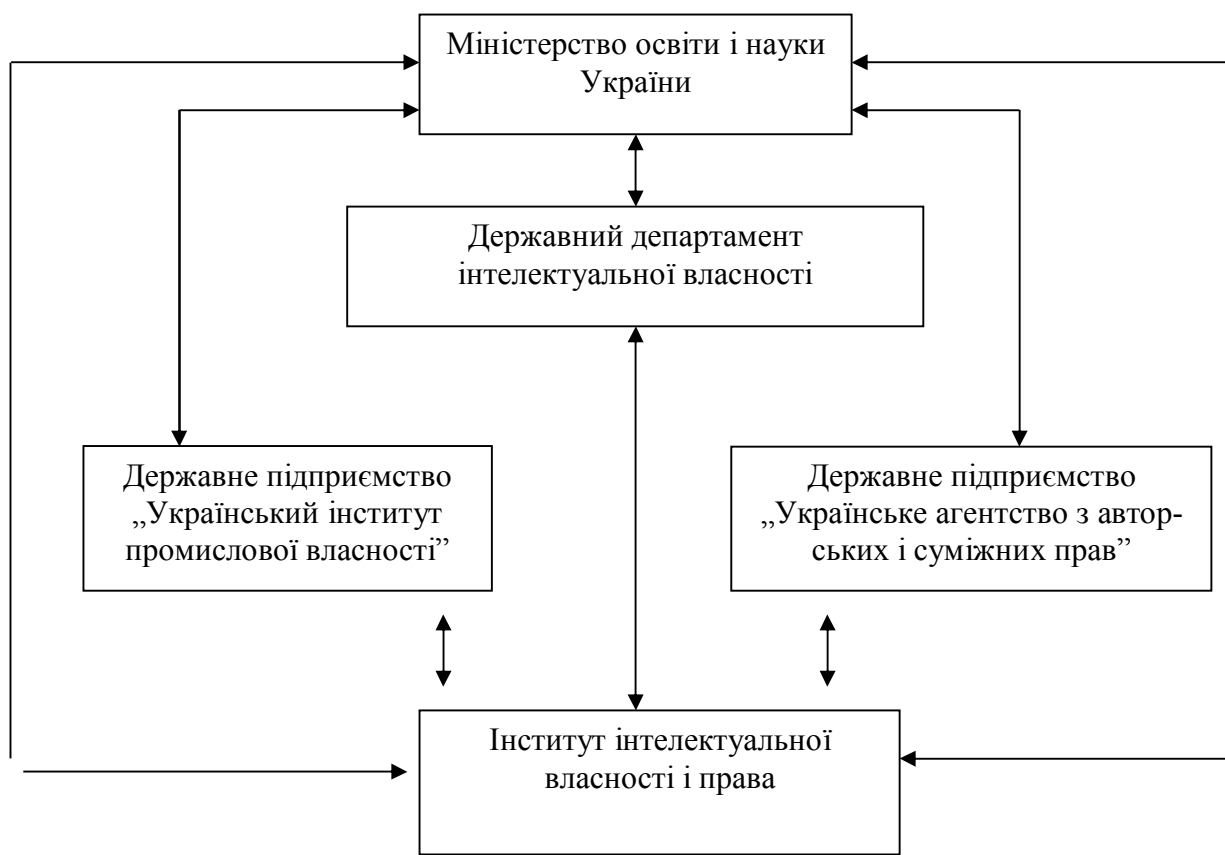 Міністерство освіти і науки
України
Державний департамент
інтелектуальної власності
Державне підприємство
„Український інститут
промислової власності”
Державне підприємство
„Українське агентство з автор-
ських і суміжних прав”
Інститут інтелектуальної
власності і права